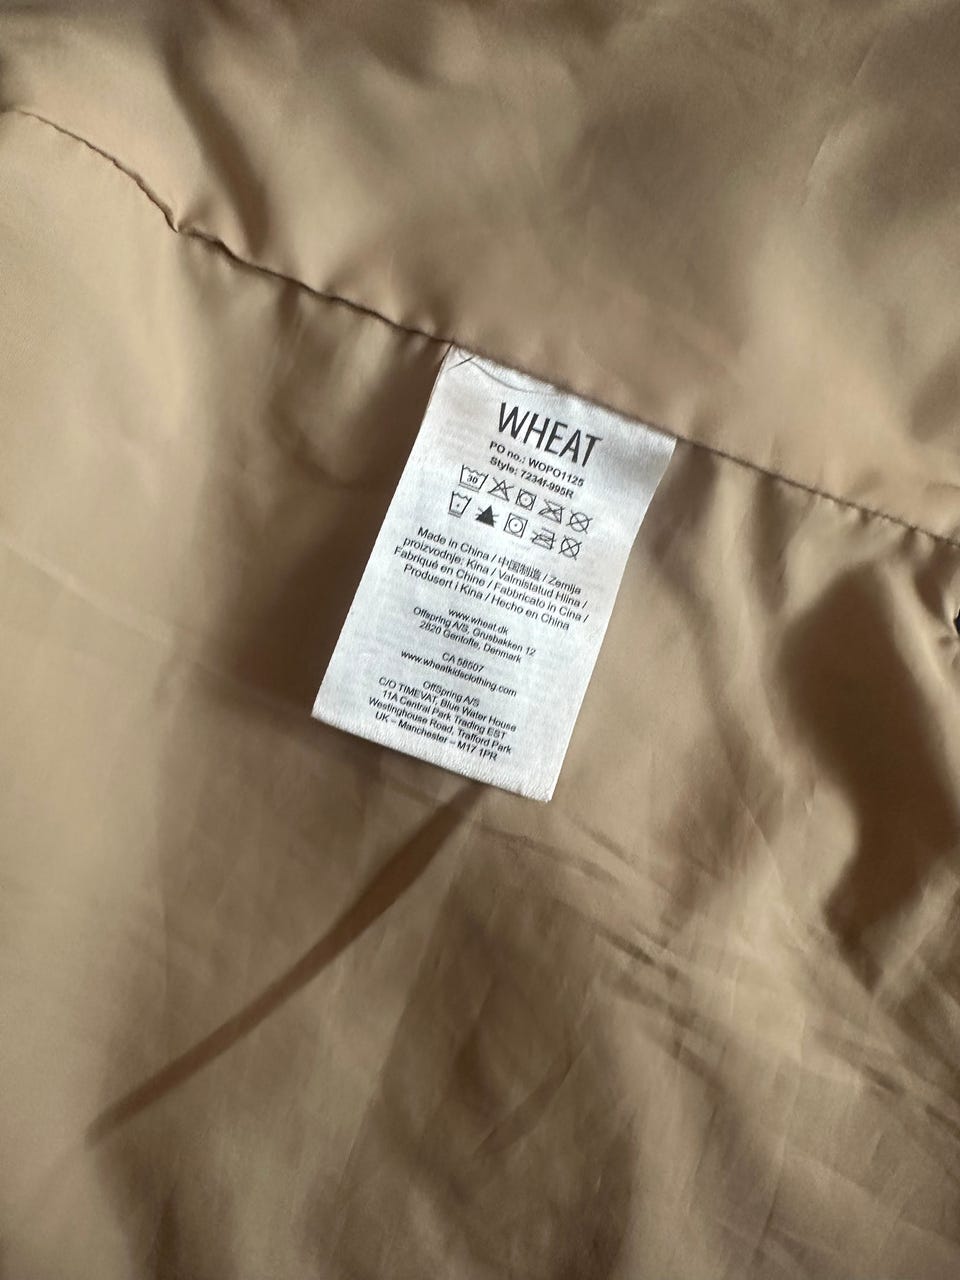 WHEAT
PO no.: WOPO1125
Style: 7234f-995R
30
Made in China / 中国制造 / Zemlja
proizvodnje: Kina / Valmistatud Hiina /
Fabriqué en Chine / Fabbricato in Cina /
Produsert i Kina / Hecho en China
www.wheat.dk
Offspring A/S, Grusbakken 12
2820 Gentofte, Denmark
CA 58507
www.wheatkidsclothing.com
OffSpring A/S
C/O TIMEVAT, Blue Water House
11A Central Park Trading EST
Westinghouse Road, Trafford Park
UK – Manchester – M17 1PR